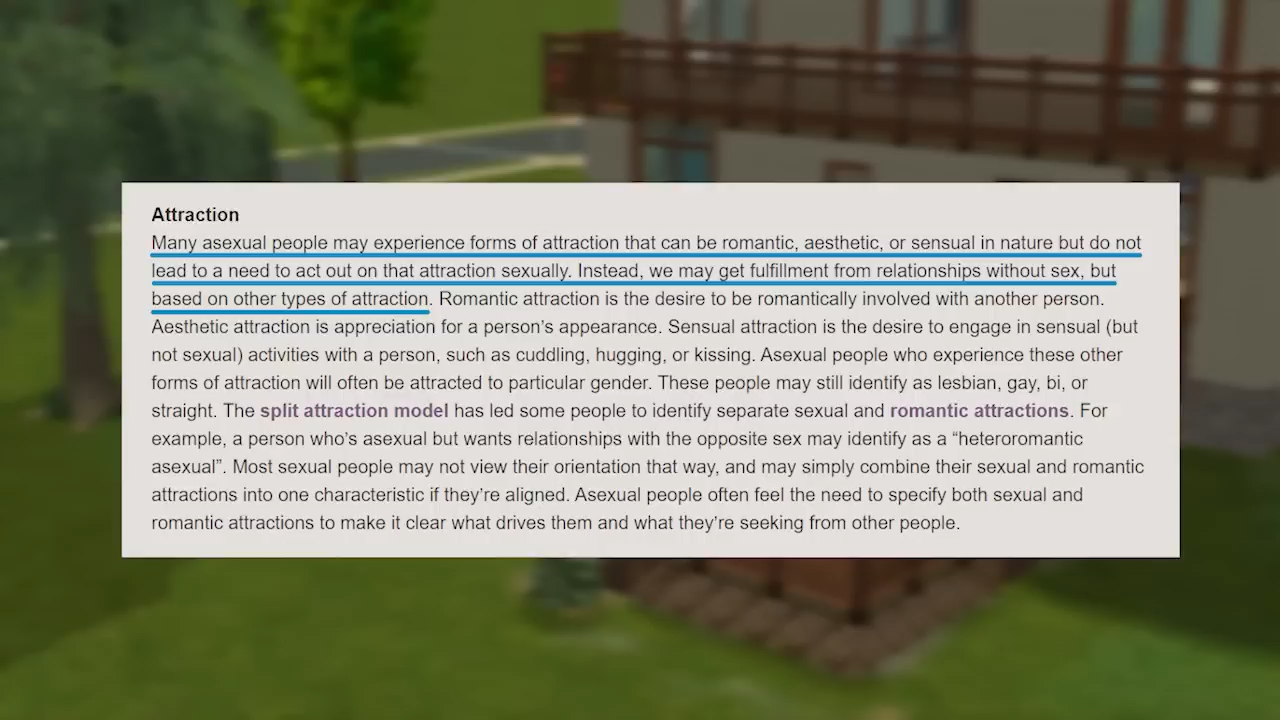 Attraction
Many asexual people may experience forms of attraction that can be romantic, aesthetic, or sensual in nature but do not
lead to a need to act out on that attraction sexually. Instead, we may get fulfillment from relationships without sex, but
based on other types of attraction. Romantic attraction is the desire to be romantically involved with another person.
Aesthetic attraction is appreciation for a person’s appearance. Sensual attraction is the desire to engage in sensual (but
not sexual) activities with a person, such as cuddling, hugging, or kissing. Asexual people who experience these other
forms of attraction will often be attracted to particular gender. These people may still identify as lesbian, gay, bi, or
straight. The split attraction model has led some people to identify separate sexual and romantic attractions. For
example, a person who’s asexual but wants relationships with the opposite sex may identify as a “heteroromantic
asexual”. Most sexual people may not view their orientation that way, and may simply combine their sexual and romantic
attractions into one characteristic if they’re aligned. Asexual people often feel the need to specify both sexual and
romantic attractions to make it clear what drives them and what they’re seeking from other people.